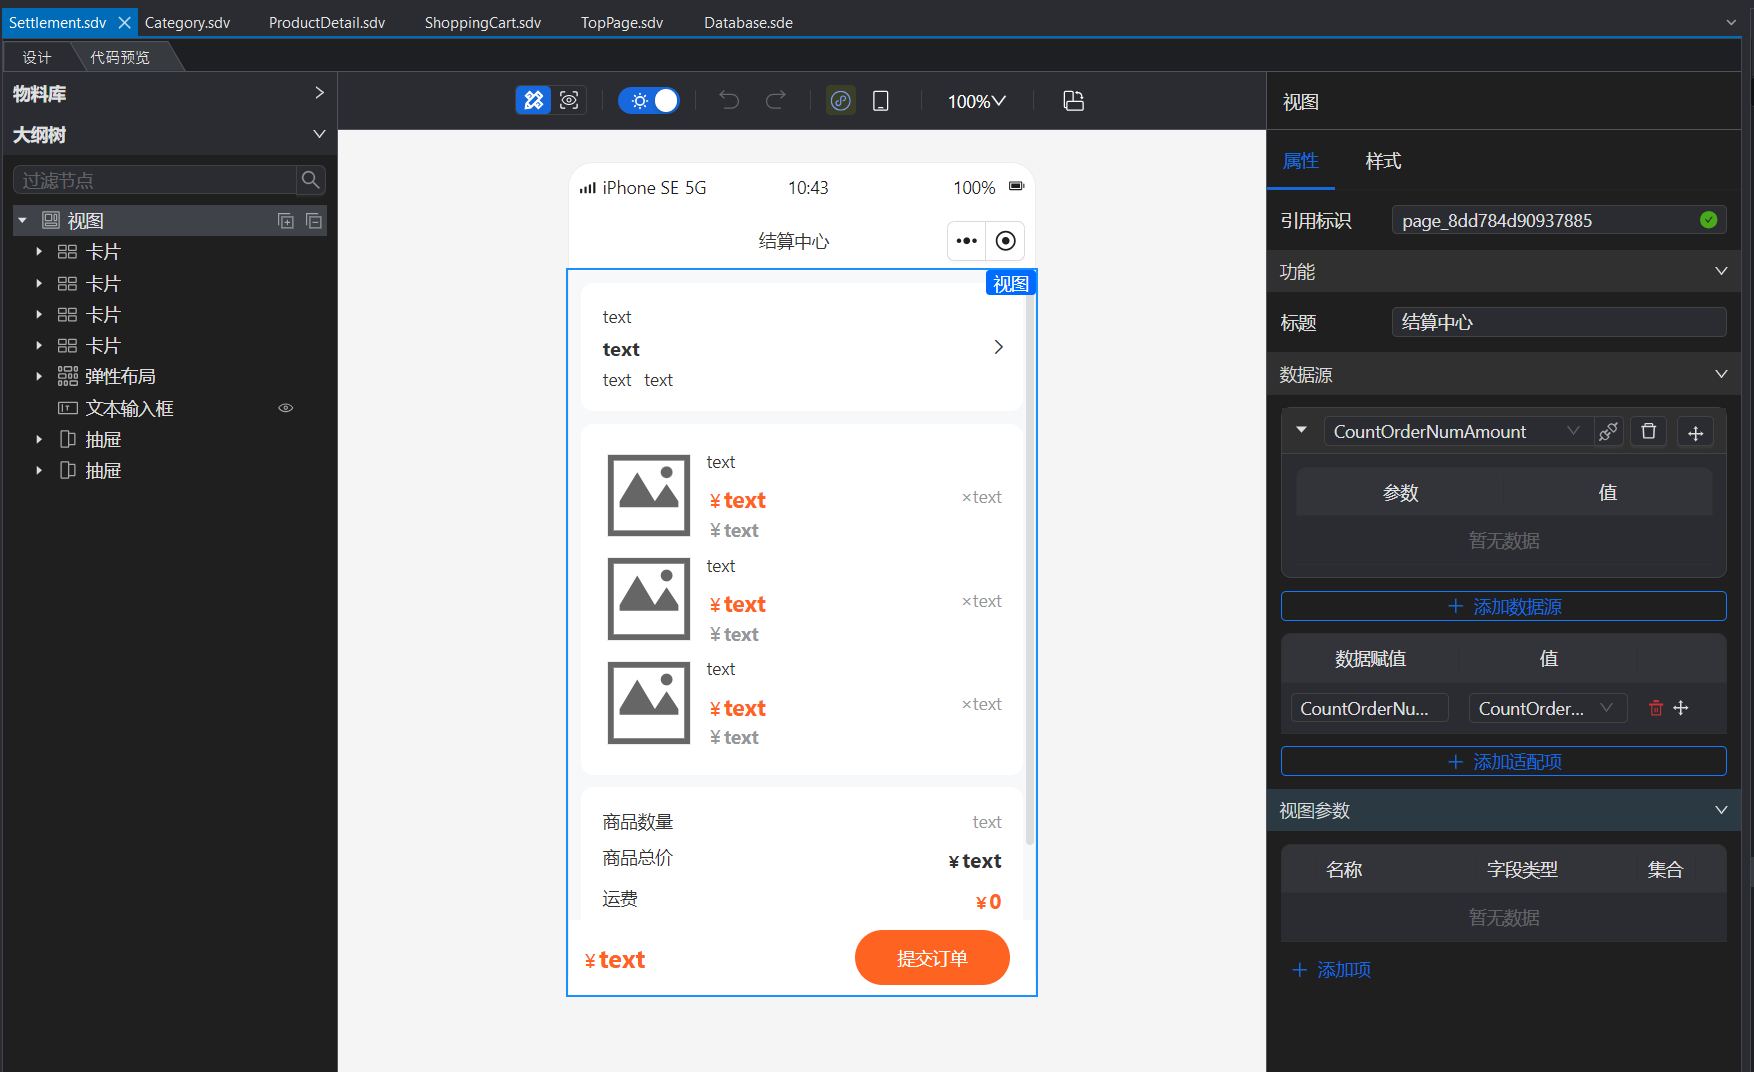 Settlement.sdv
Category.sdv
ProductDetail.sdv
ShoppingCart.sdv
TopPage.sdv
Database.sde
设计
代码预览
物料库
大纲树
过滤节点
视图
卡片
卡片
卡片
卡片
弹性布局
文本输入框
抽屉
抽屉
100%
iPhone SE 5G
10:43
100%
结算中心
视图
text
text
text text
text
¥text
¥text
×text
text
¥text
¥text
×text
text
¥text
¥text
×text
商品数量
text
商品总价
¥text
运费
¥0
¥text
提交订单
视图
属性
样式
引用标识
page_8dd784d90937885
功能
标题
结算中心
数据源
CountOrderNumAmount
参数
值
暂无数据
添加数据源
数据赋值
值
CountOrderNu...
CountOrder...
添加适配项
视图参数
名称
字段类型
集合
暂无数据
添加项